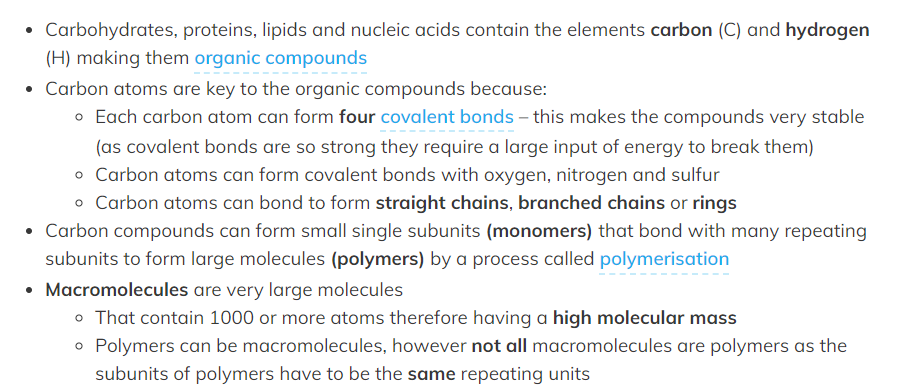 • Carbohydrates, proteins, lipids and nucleic acids contain the elements carbon (C) and hydrogen
(H) making them organic compounds
• Carbon atoms are key to the organic compounds because:
◦ Each carbon atom can form four covalent bonds – this makes the compounds very stable
(as covalent bonds are so strong they require a large input of energy to break them)
◦ Carbon atoms can form covalent bonds with oxygen, nitrogen and sulfur
◦ Carbon atoms can bond to form straight chains, branched chains or rings
• Carbon compounds can form small single subunits (monomers) that bond with many repeating
subunits to form large molecules (polymers) by a process called polymerisation
• Macromolecules are very large molecules
◦ That contain 1000 or more atoms therefore having a high molecular mass
◦ Polymers can be macromolecules, however not all macromolecules are polymers as the
subunits of polymers have to be the same repeating units